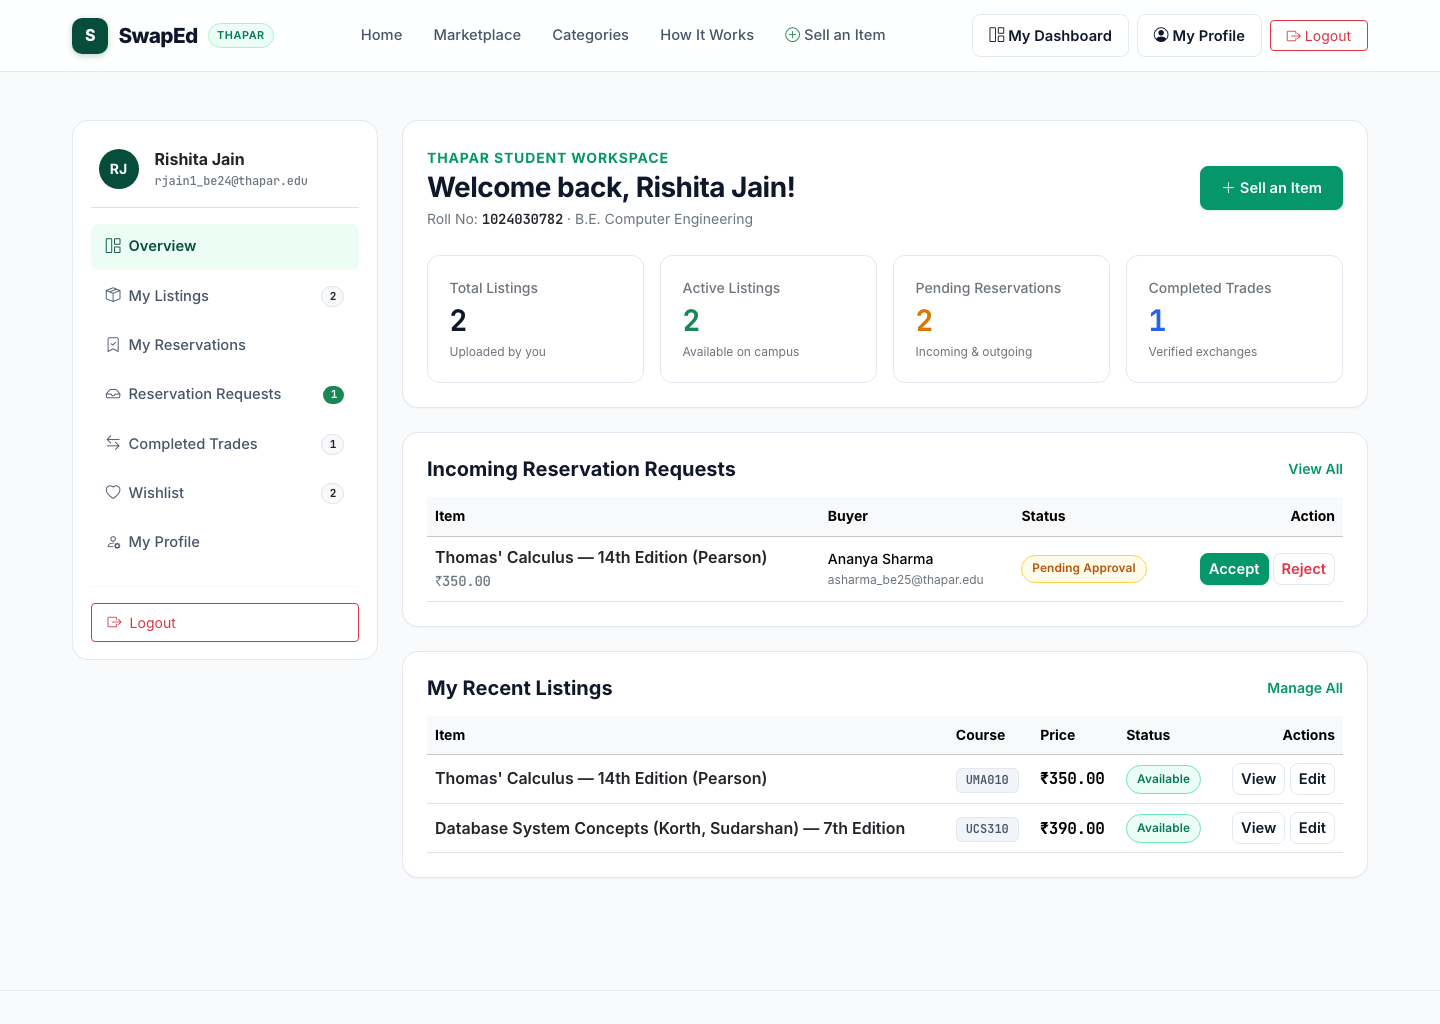 S SwapEd THAPAR Home Marketplace Categories How It Works Sell an Item My Dashboard My Profile Logout
RJ
Rishita Jain
rjain1_be24@thapar.edu
Overview
My Listings 2
My Reservations
Reservation Requests 1
Completed Trades 1
Wishlist 2
My Profile
Logout
THAPAR STUDENT WORKSPACE
Welcome back, Rishita Jain!
Roll No: 1024030782 · B.E. Computer Engineering
+ Sell an Item
Total Listings
2
Uploaded by you
Active Listings
2
Available on campus
Pending Reservations
2
Incoming & outgoing
Completed Trades
1
Verified exchanges
Incoming Reservation Requests View All
Item Buyer Status Action
Thomas' Calculus — 14th Edition (Pearson)
₹350.00
Ananya Sharma
asharma_be25@thapar.edu
Pending Approval
Accept Reject
My Recent Listings Manage All
Item Course Price Status Actions
Thomas' Calculus — 14th Edition (Pearson) UMA010 ₹350.00 Available View Edit
Database System Concepts (Korth, Sudarshan) — 7th Edition UCS310 ₹390.00 Available View Edit